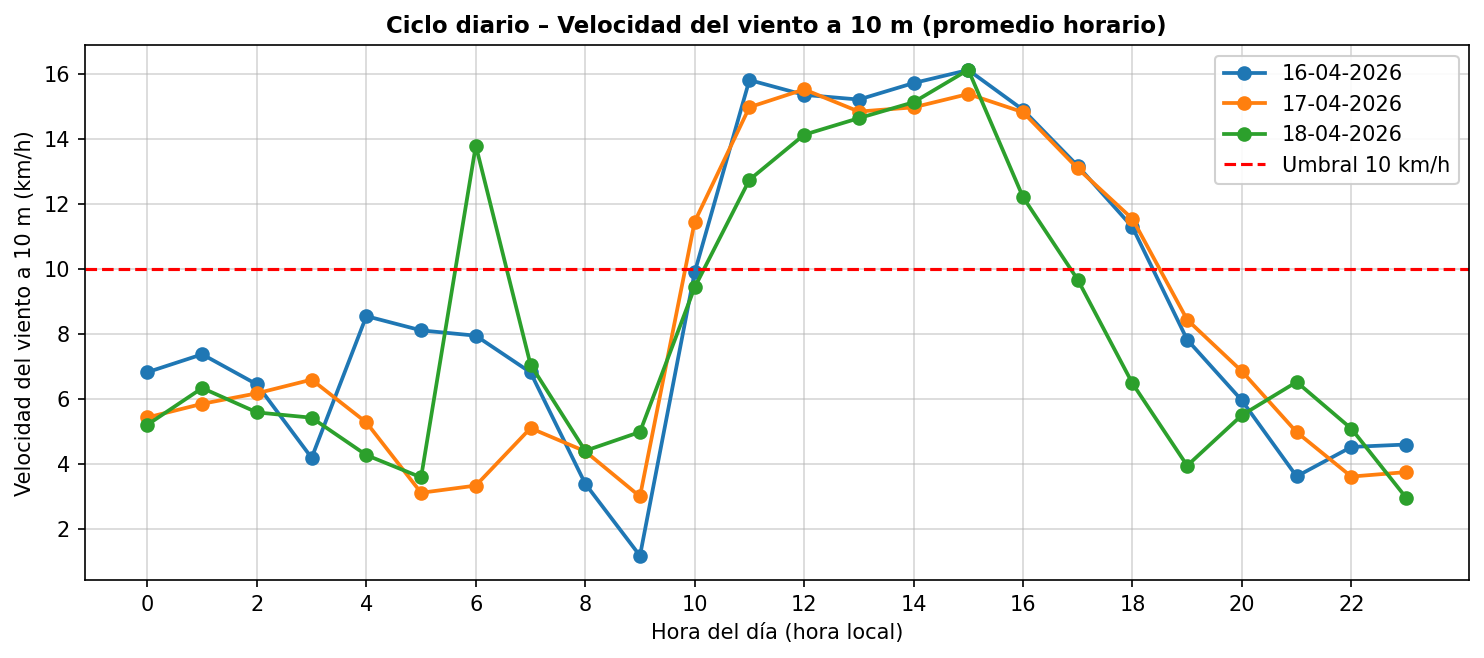 Ciclo diario – Velocidad del viento a 10 m (promedio horario)
Velocidad del viento a 10 m (km/h)
16
14
12
10
8
6
4
2
16-04-2026
17-04-2026
18-04-2026
Umbral 10 km/h
0 2 4 6 8 10 12 14 16 18 20 22
Hora del día (hora local)